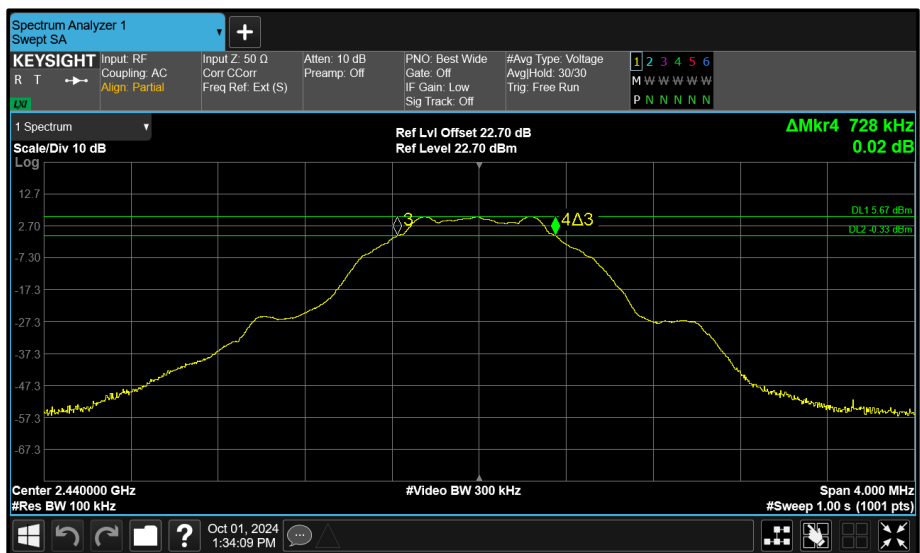 Spectrum Analyzer 1
Swept SA
KEYSIGHT
R T
LXI
Input: RF
Coupling: AC
Align: Partial
Input Z: 50 Ω
Corr CCorr
Freq Ref: Ext (S)
Atten: 10 dB
Preamp: Off
PNO: Best Wide
Gate: Off
IF Gain: Low
Sig Track: Off
#Avg Type: Voltage
Avg|Hold: 30/30
Trig: Free Run
1 2 3 4 5 6
M W W W W W
P N N N N N
1 Spectrum
Scale/Div 10 dB
Log
Ref Lvl Offset 22.70 dB
Ref Level 22.70 dBm
ΔMkr4 728 kHz
0.02 dB
12.7
2.70
-7.30
-17.3
-27.3
-37.3
-47.3
-57.3
-67.3
3
4Δ3
DL1 5.67 dBm
DL2 -0.33 dBm
Center 2.440000 GHz
#Res BW 100 kHz
#Video BW 300 kHz
Span 4.000 MHz
#Sweep 1.00 s (1001 pts)
Oct 01, 2024
1:34:09 PM